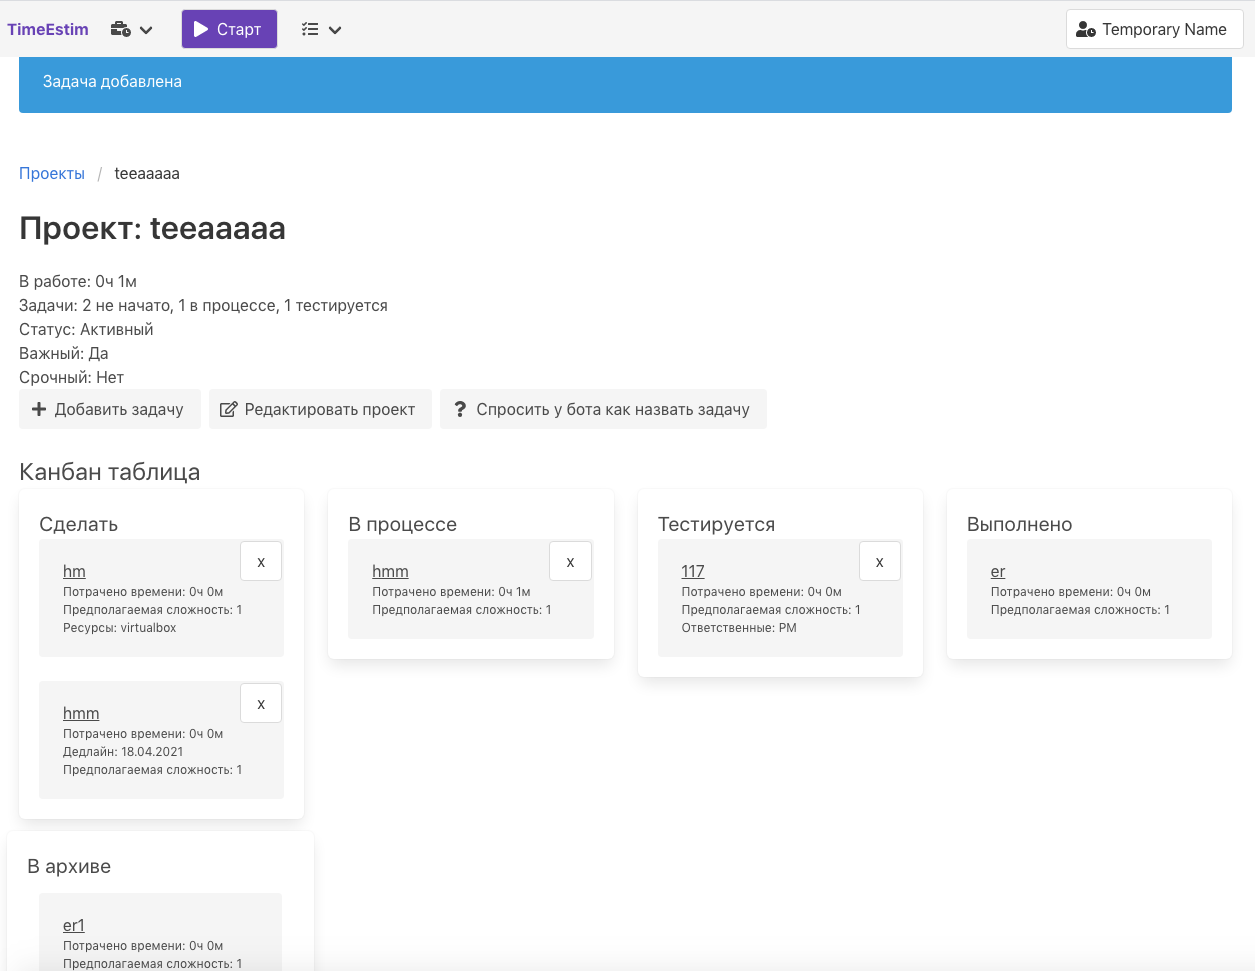 TimeEstim
Старт
Temporary Name
Задача добавлена
Проекты / teeaaaaa
Проект: teeaaaaa
В работе: 0ч 1м
Задачи: 2 не начато, 1 в процессе, 1 тестируется
Статус: Активный
Важный: Да
Срочный: Нет
Добавить задачу
Редактировать проект
? Спросить у бота как назвать задачу
Канбан таблица
Сделать
hm
x
Потрачено времени: 0ч 0м
Предполагаемая сложность: 1
Ресурсы: virtualbox
hmm
x
Потрачено времени: 0ч 0м
Дедлайн: 18.04.2021
Предполагаемая сложность: 1
В процессе
hmm
x
Потрачено времени: 0ч 1м
Предполагаемая сложность: 1
Тестируется
117
x
Потрачено времени: 0ч 0м
Предполагаемая сложность: 1
Ответственные: PM
Выполнено
er
Потрачено времени: 0ч 0м
Предполагаемая сложность: 1
В архиве
er1
Потрачено времени: 0ч 0м
Предполагаемая сложность: 1